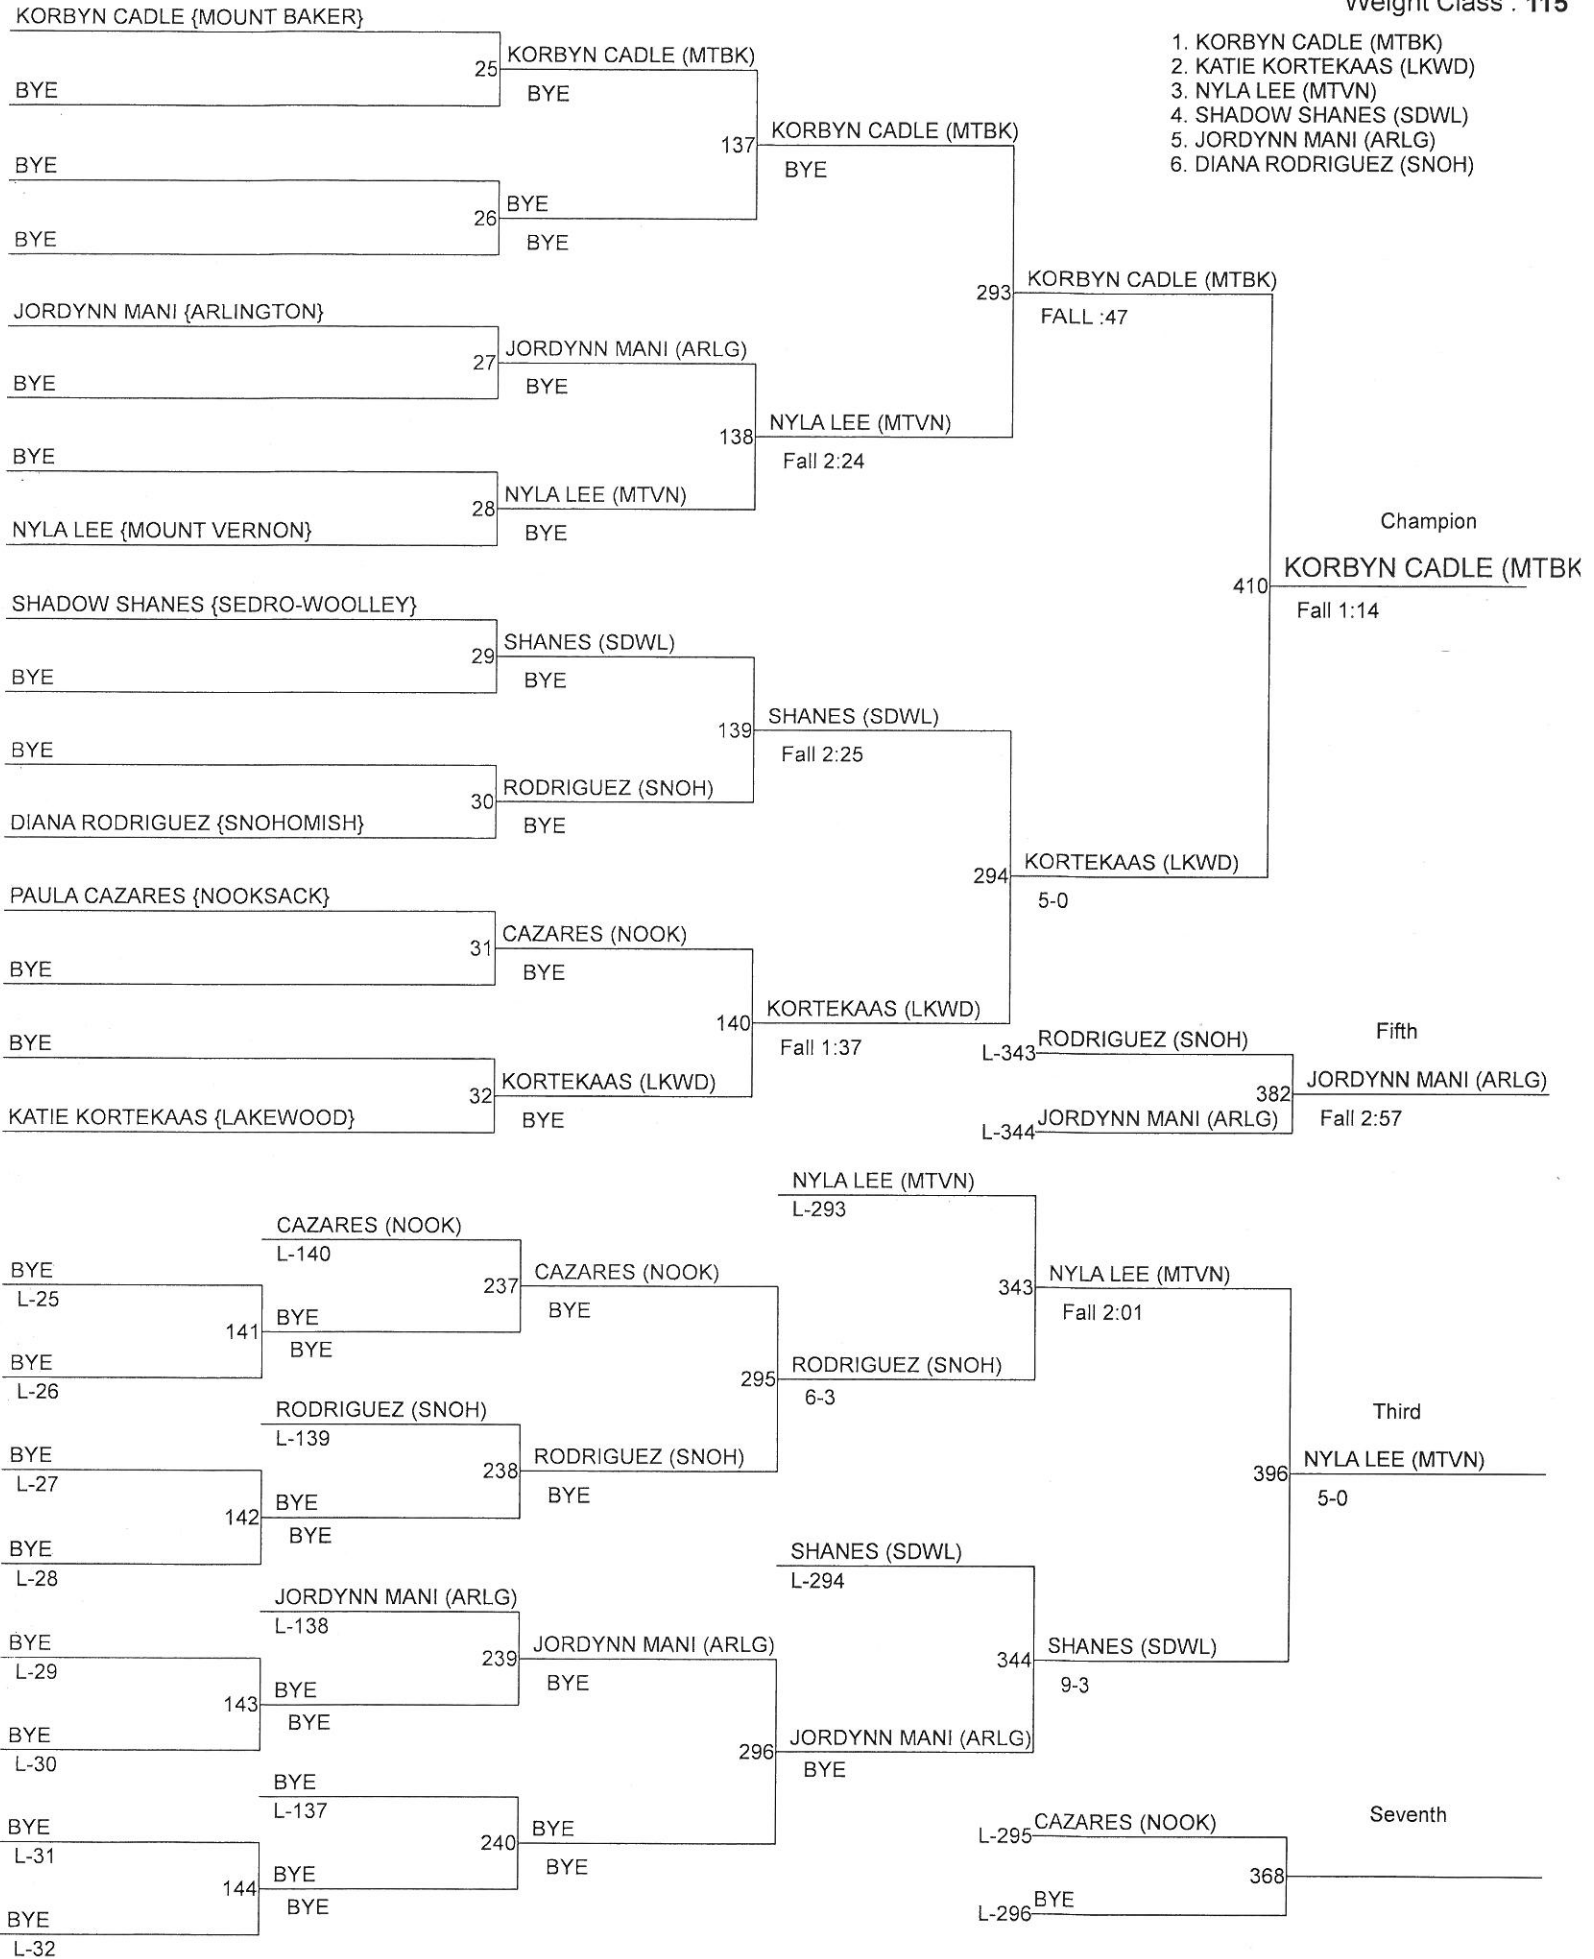 Weight Class : 115
1. KORBYN CADLE (MTBK)
2. KATIE KORTEKAAS (LKWD)
3. NYLA LEE (MTVN)
4. SHADOW SHANES (SDWL)
5. JORDYNN MANI (ARLG)
6. DIANA RODRIGUEZ (SNOH)
KORBYN CADLE {MOUNT BAKER}
25
BYE
BYE
26
BYE
JORDYNN MANI {ARLINGTON}
27
BYE
BYE
28
NYLA LEE {MOUNT VERNON}
SHADOW SHANES {SEDRO-WOOLLEY}
29
BYE
BYE
30
DIANA RODRIGUEZ {SNOHOMISH}
PAULA CAZARES {NOOKSACK}
31
BYE
BYE
32
KATIE KORTEKAAS {LAKEWOOD}
KORBYN CADLE (MTBK)
BYE
137
BYE
BYE
JORDYNN MANI (ARLG)
BYE
138
NYLA LEE (MTVN)
BYE
SHANES (SDWL)
BYE
139
RODRIGUEZ (SNOH)
BYE
CAZARES (NOOK)
BYE
140
KORTEKAAS (LKWD)
BYE
KORBYN CADLE (MTBK)
BYE
293
NYLA LEE (MTVN)
Fall 2:24
SHANES (SDWL)
Fall 2:25
294
KORTEKAAS (LKWD)
Fall 1:37
KORBYN CADLE (MTBK)
FALL :47
410
KORTEKAAS (LKWD)
5-0
Champion
KORBYN CADLE (MTBK
Fall 1:14
Fifth
L-343
RODRIGUEZ (SNOH)
382
L-344
JORDYNN MANI (ARLG)
JORDYNN MANI (ARLG)
Fall 2:57
BYE
L-25
141
BYE
L-26
BYE
L-27
142
BYE
L-28
BYE
L-29
143
BYE
L-30
BYE
L-31
144
BYE
L-32
CAZARES (NOOK)
L-140
237
BYE
BYE
RODRIGUEZ (SNOH)
L-139
238
BYE
BYE
JORDYNN MANI (ARLG)
L-138
239
BYE
BYE
BYE
L-137
240
BYE
BYE
CAZARES (NOOK)
BYE
295
RODRIGUEZ (SNOH)
BYE
JORDYNN MANI (ARLG)
BYE
296
BYE
BYE
NYLA LEE (MTVN)
L-293
343
RODRIGUEZ (SNOH)
6-3
SHANES (SDWL)
L-294
344
JORDYNN MANI (ARLG)
BYE
NYLA LEE (MTVN)
Fall 2:01
396
SHANES (SDWL)
9-3
Third
NYLA LEE (MTVN)
5-0
Seventh
L-295
CAZARES (NOOK)
368
L-296
BYE